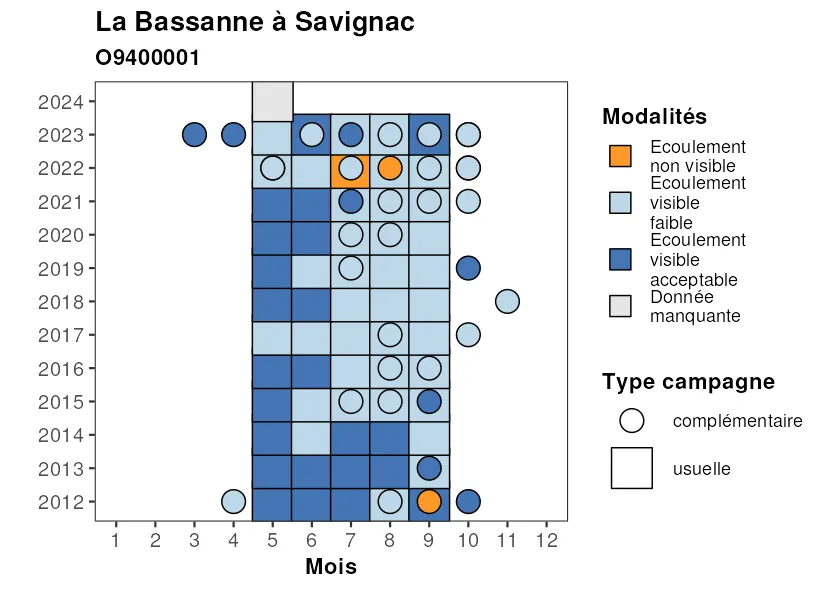 La Bassanne à Savignac
O9400001
2024
2023
2022
2021
2020
2019
2018
2017
2016
2015
2014
2013
2012
1 2 3 4 5 6 7 8 9 10 11 12
Mois
Modalités
Ecoulement
non visible
Ecoulement
visible
faible
Ecoulement
visible
acceptable
Donnée
manquante
Type campagne
complémentaire
usuelle